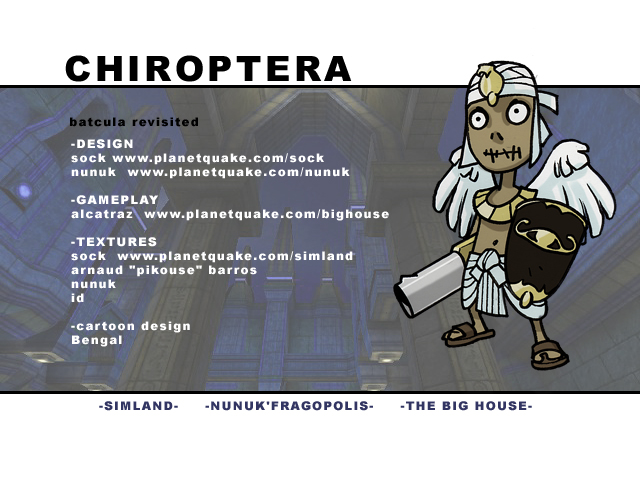 CHIROPTERA
batcula revisited
-DESIGN
sock www.planetquake.com/sock
nunuk www.planetquake.com/nunuk
-GAMEPLAY
alcatraz www.planetquake.com/bighouse
-TEXTURES
sock www.planetquake.com/simland
arnaud "pikouse" barros
nunuk
id
-cartoon design
Bengal
-SIMLAND- -NUNUK'FRAGOPOLIS- -THE BIG HOUSE-